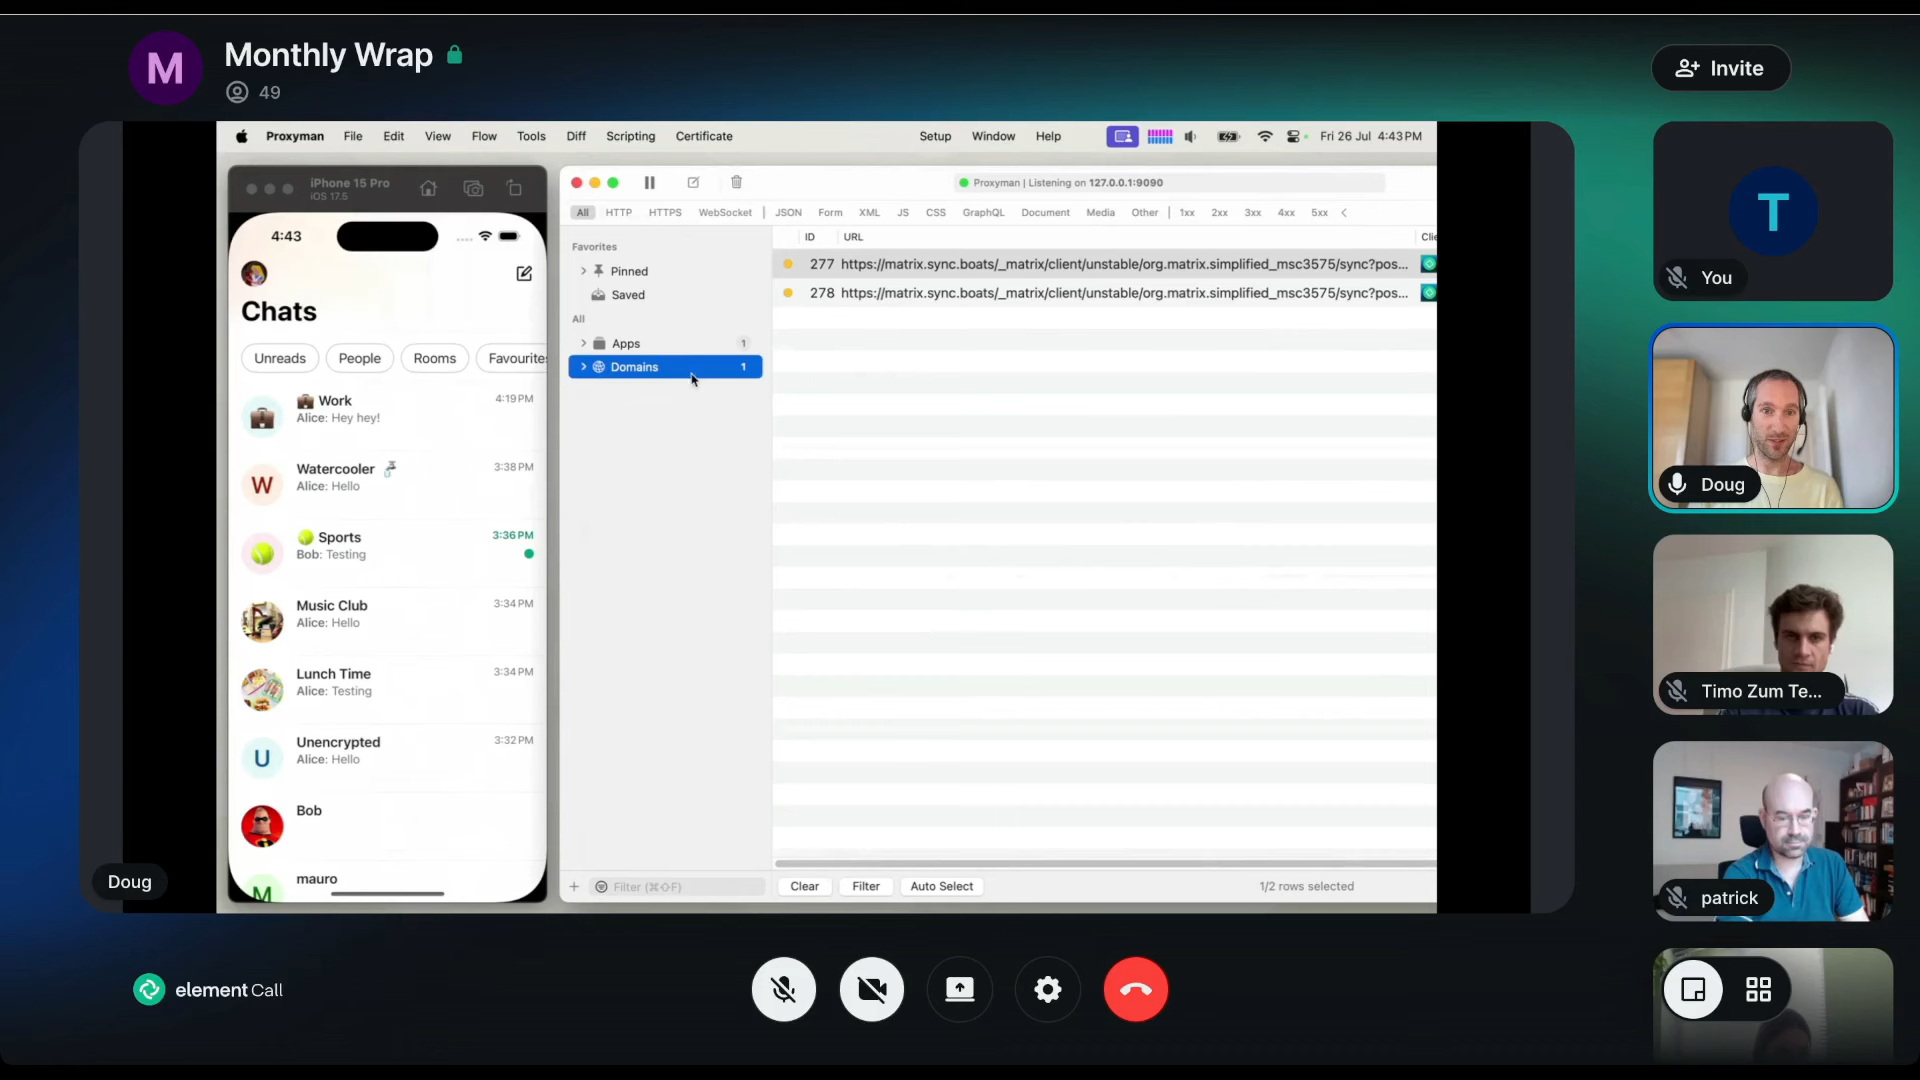 M
Monthly Wrap
49
Invite
Proxyman File Edit View Flow Tools Diff Scripting Certificate Setup Window Help Fri 26 Jul 4:43 PM
iPhone 15 Pro
iOS 17.5
4:43
Chats
Unreads People Rooms Favourites
Work 4:19 PM
Alice: Hey hey!
W
Watercooler 3:38 PM
Alice: Hello
Sports 3:36 PM
Bob: Testing
Music Club 3:34 PM
Alice: Hello
Lunch Time 3:34 PM
Alice: Testing
U
Unencrypted 3:32 PM
Alice: Hello
Bob
M
mauro
Proxyman | Listening on 127.0.0.1:9090
All HTTP HTTPS WebSocket JSON Form XML JS CSS GraphQL Document Media Other 1xx 2xx 3xx 4xx 5xx
Favorites
Pinned
Saved
All
Apps 1
Domains 1
ID URL Clie
277 https://matrix.sync.boats/_matrix/client/unstable/org.matrix.simplified_msc3575/sync?pos...
278 https://matrix.sync.boats/_matrix/client/unstable/org.matrix.simplified_msc3575/sync?pos...
Filter (⌘⇧F)
Clear Filter Auto Select 1/2 rows selected
Doug
T
You
Doug
Timo Zum Te...
patrick
element Call